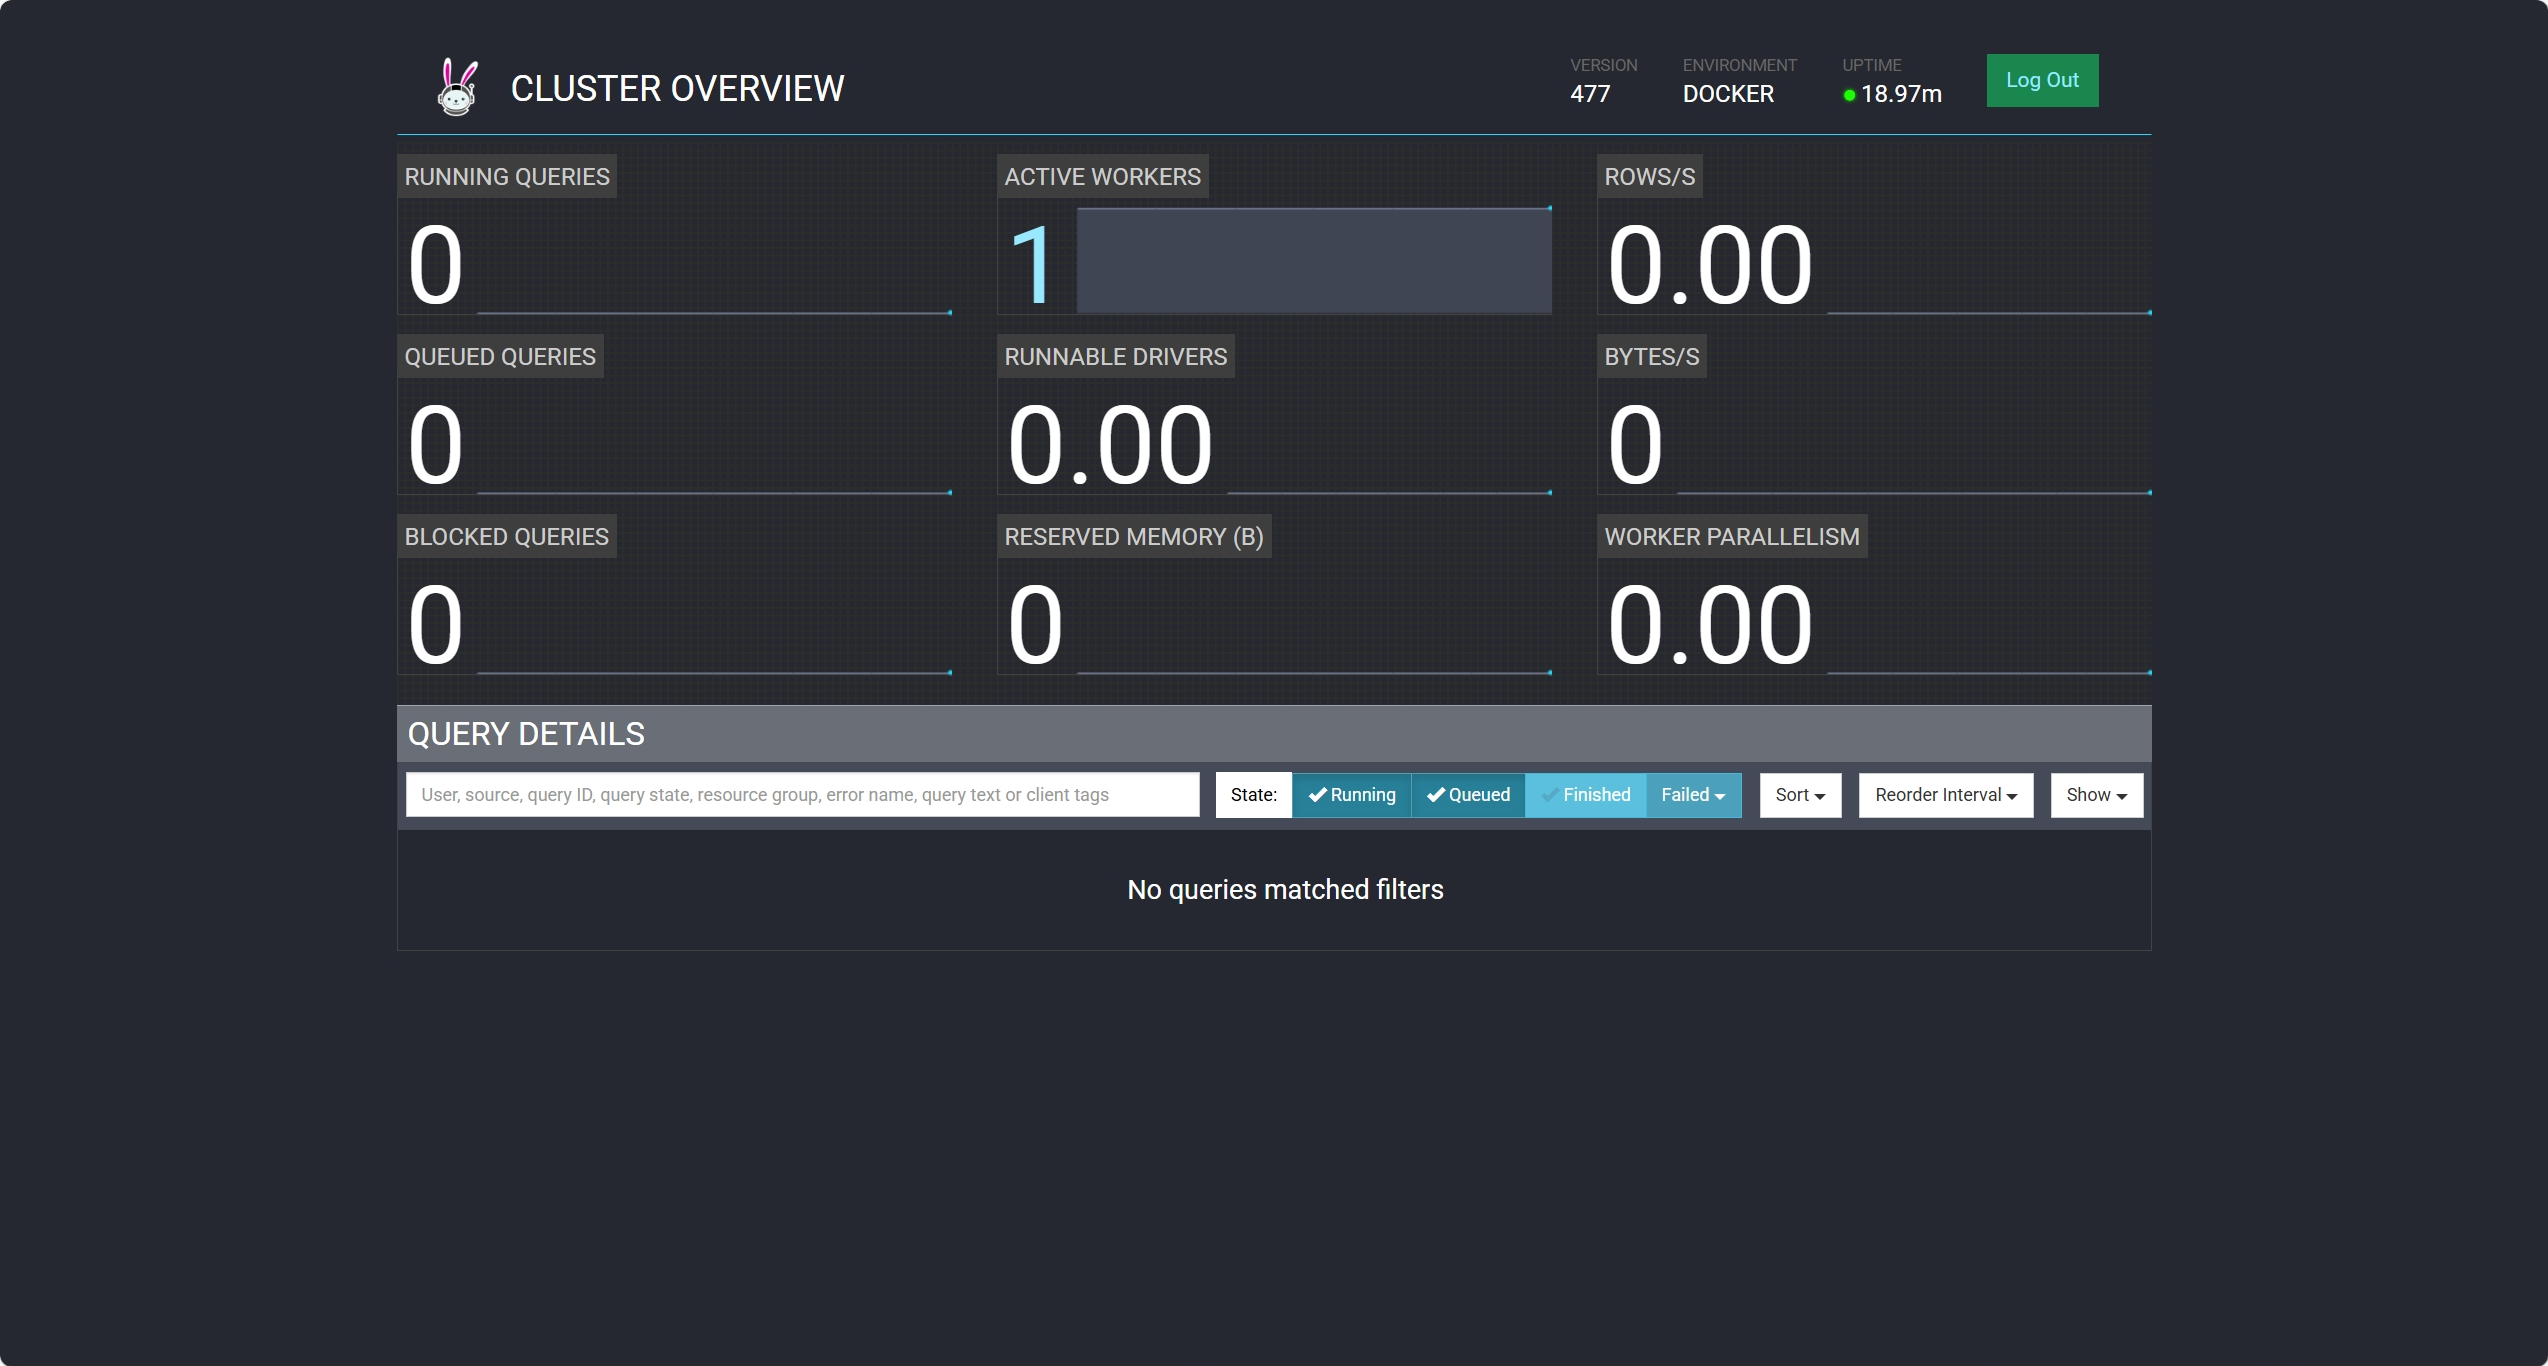 CLUSTER OVERVIEW
VERSION
477
ENVIRONMENT
DOCKER
UPTIME
18.97m
Log Out
RUNNING QUERIES
0
ACTIVE WORKERS
1
ROWS/S
0.00
QUEUED QUERIES
0
RUNNABLE DRIVERS
0.00
BYTES/S
0
BLOCKED QUERIES
0
RESERVED MEMORY (B)
0
WORKER PARALLELISM
0.00
QUERY DETAILS
User, source, query ID, query state, resource group, error name, query text or client tags
State: Running Queued Finished Failed
Sort
Reorder Interval
Show
No queries matched filters